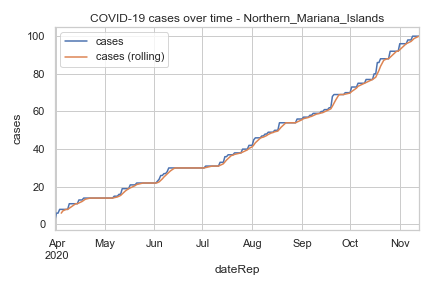 COVID-19 cases over time - Northern_Mariana_Islands
cases
cases (rolling)
100
80
60
40
20
0
cases
Apr May Jun Jul Aug Sep Oct Nov
2020
dateRep